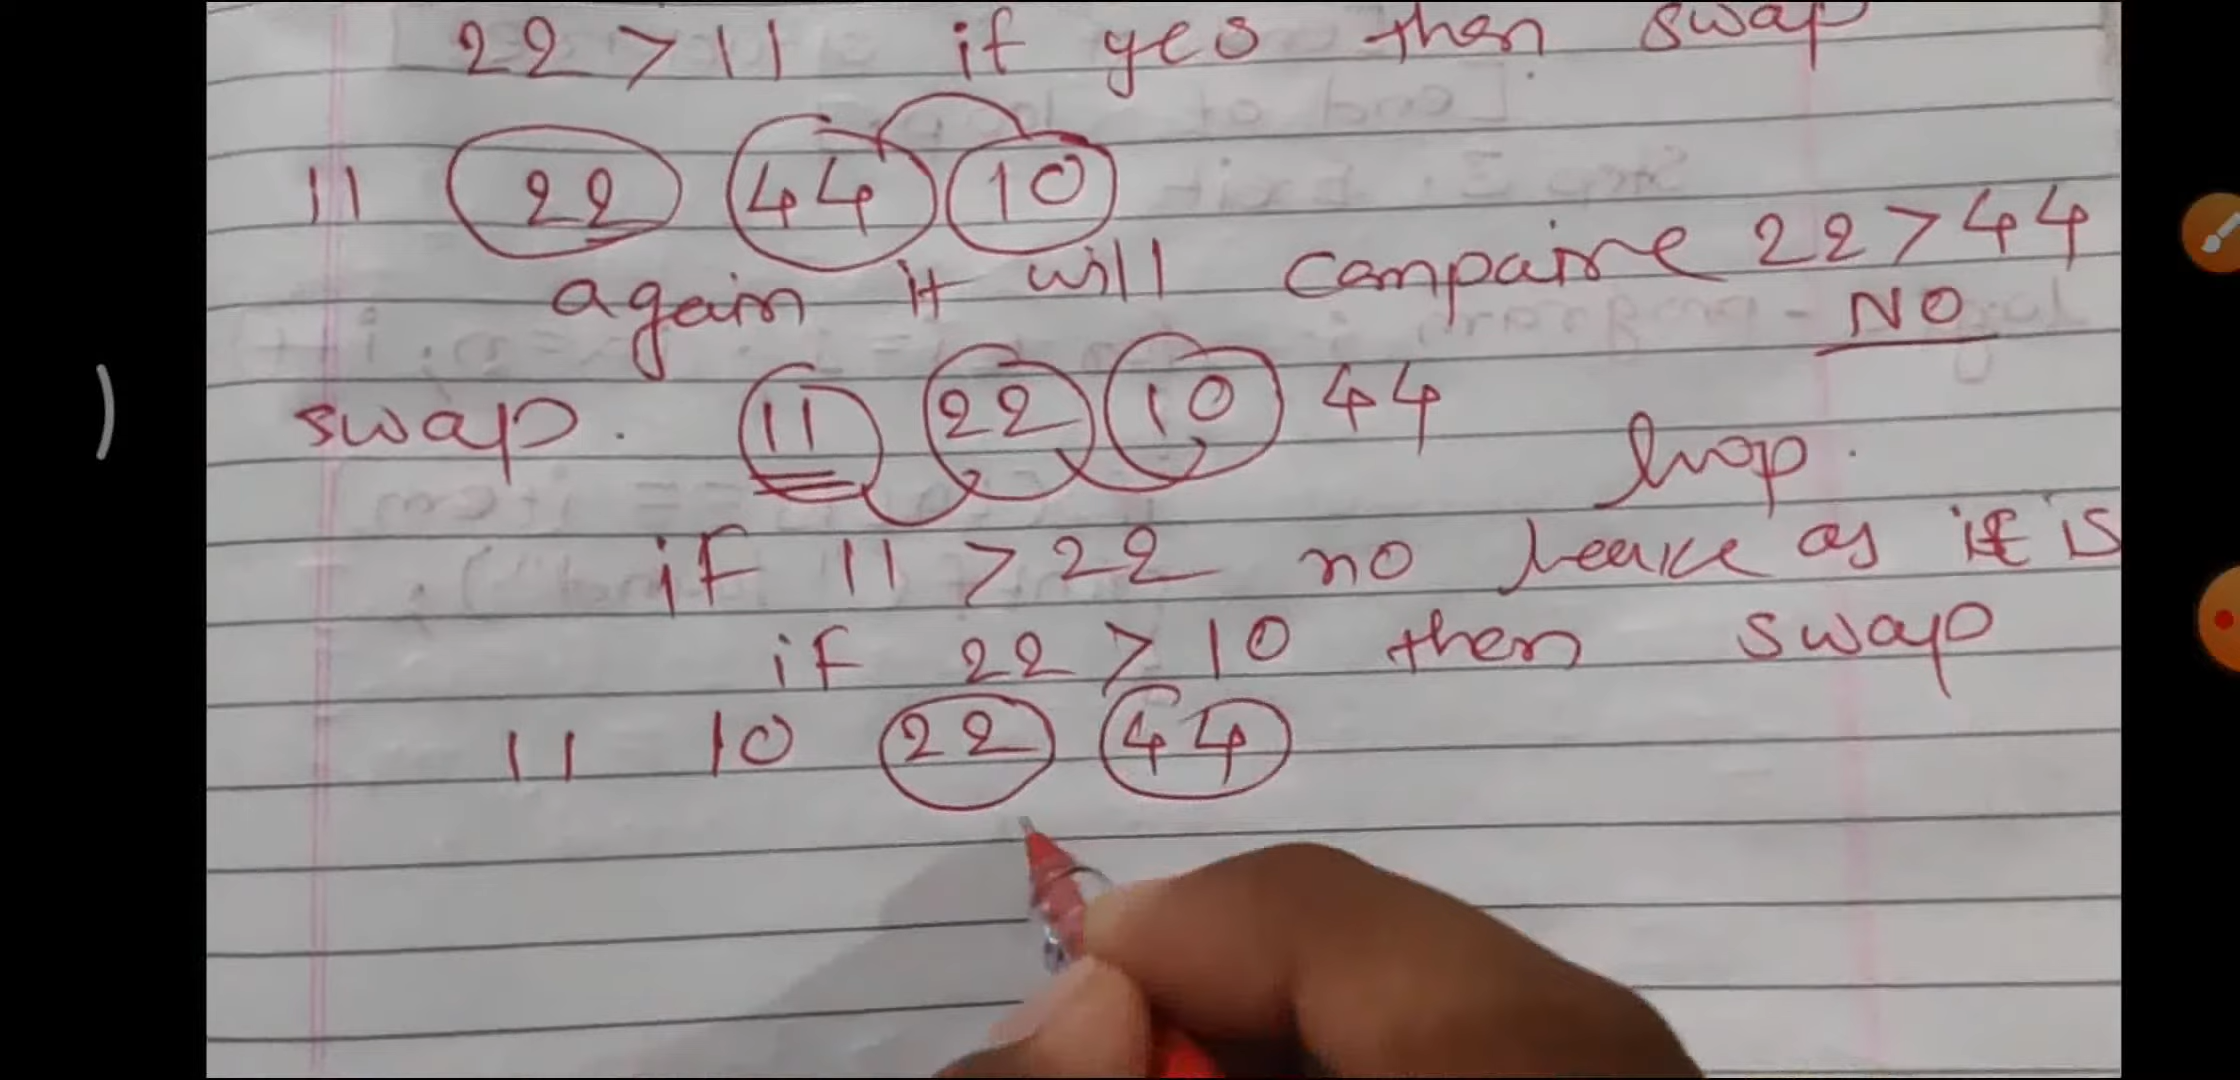 22 > 11 if yes then swap
11 22 44 10
again it will compaire 22 > 44
NO
swap. 11 22 10 44
loop.
if 11 > 22 no leave as it is
if 22 > 10 then swap
11 10 22 44